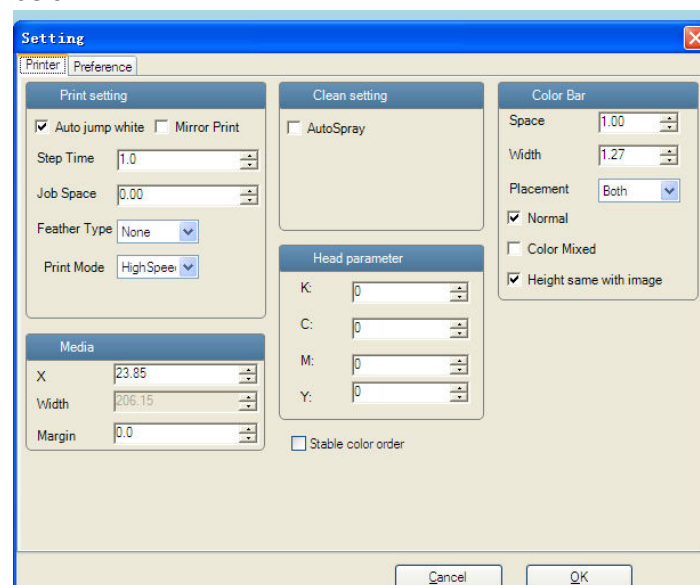 Setting
Printer Preference
Print setting
Auto jump white Mirror Print
Step Time 1.0
Job Space 0.00
Feather Type None
Print Mode HighSpee
Media
X 23.85
Width 206.15
Margin 0.0
Clean setting
AutoSpray
Head parameter
K: 0
C: 0
M: 0
Y: 0
Stable color order
Color Bar
Space 1.00
Width 1.27
Placement Both
Normal
Color Mixed
Height same with image
Cancel OK